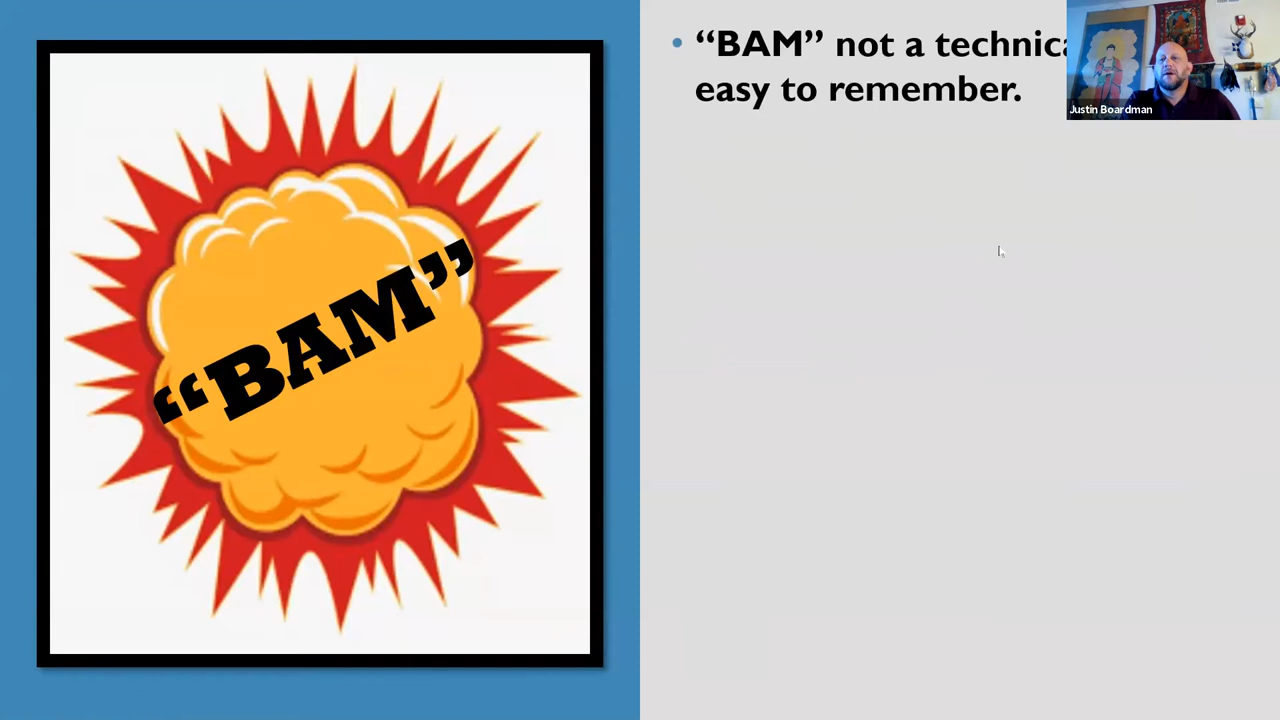 “BAM”
“BAM” not a technica
easy to remember.
Justin Boardman